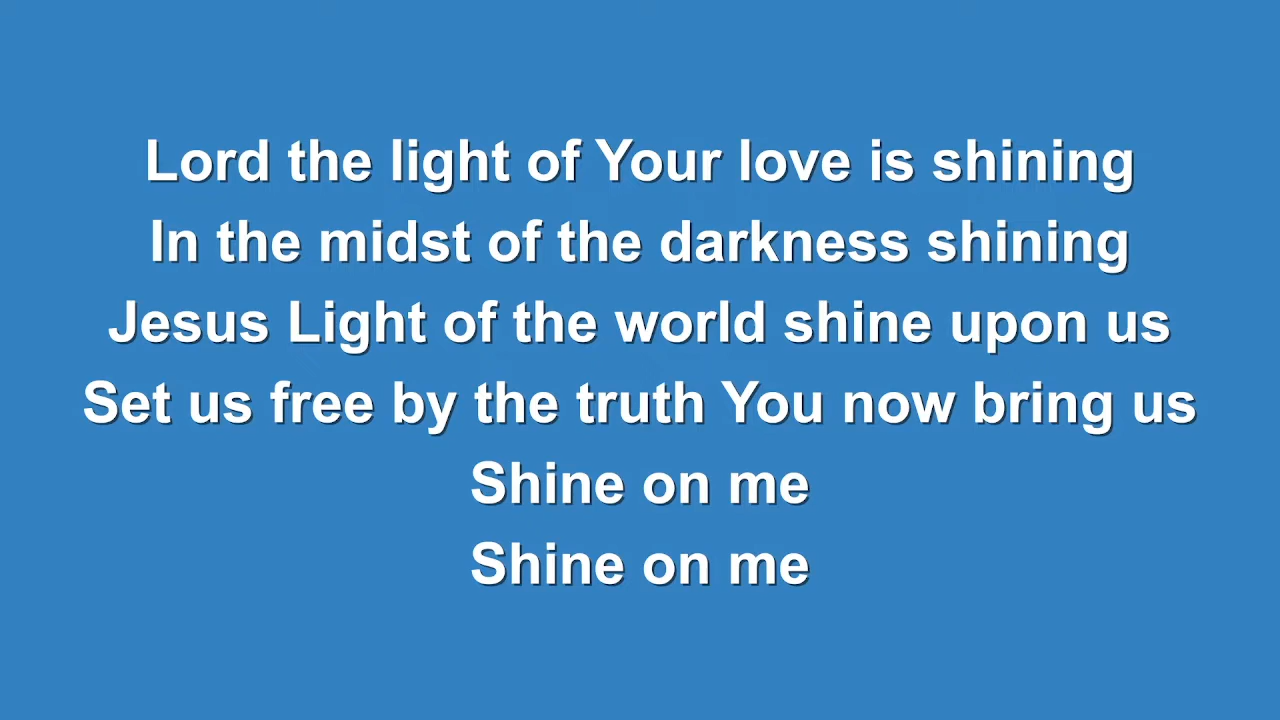 Lord the light of Your love is shining
In the midst of the darkness shining
Jesus Light of the world shine upon us
Set us free by the truth You now bring us
Shine on me
Shine on me